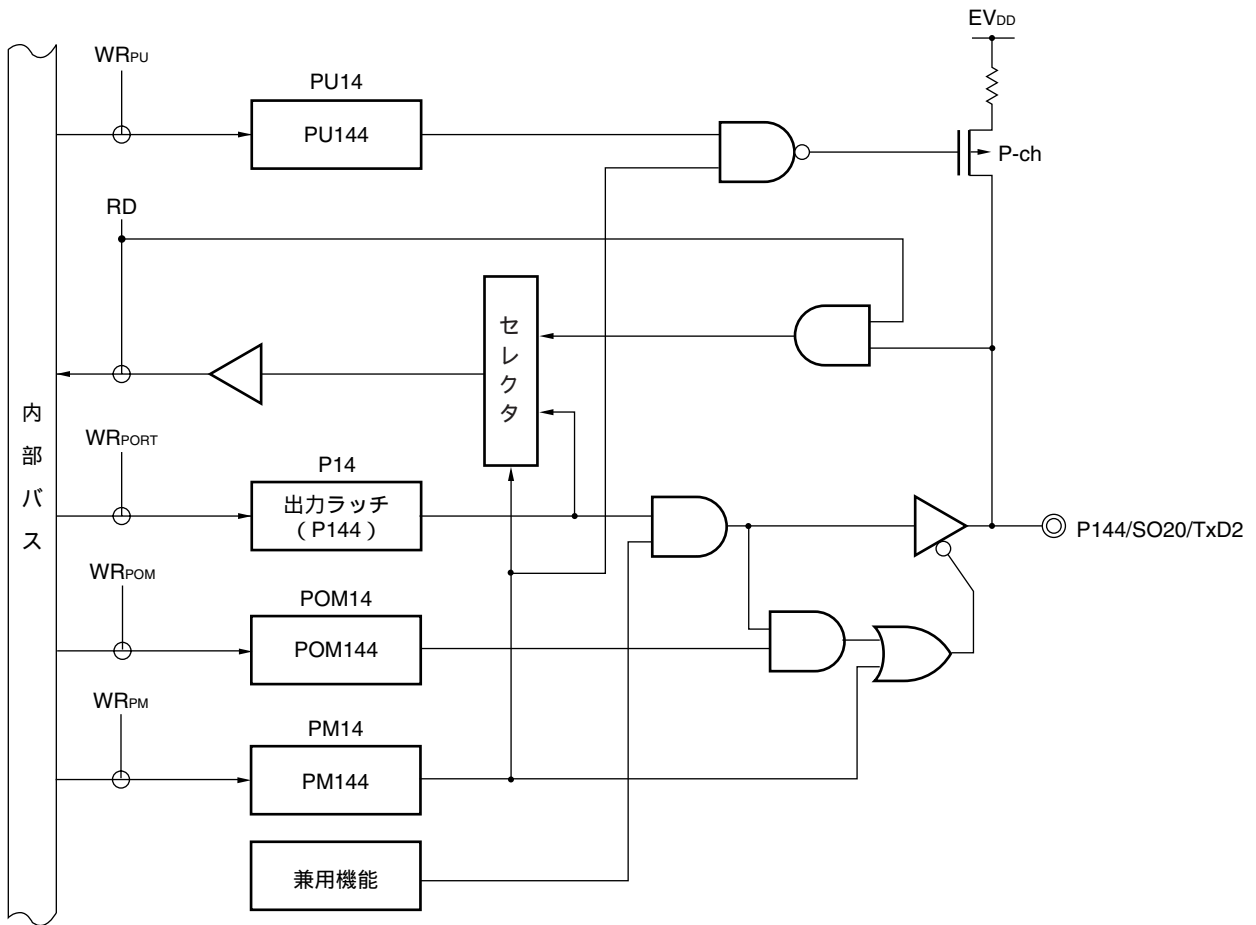 EVDD
WRPU
PU14
PU144
P-ch
RD
セレクタ
内部バス
WRPORT
P14
出力ラッチ
（P144）
P144/SO20/TxD2
WRPOM
POM14
POM144
WRPM
PM14
PM144
兼用機能